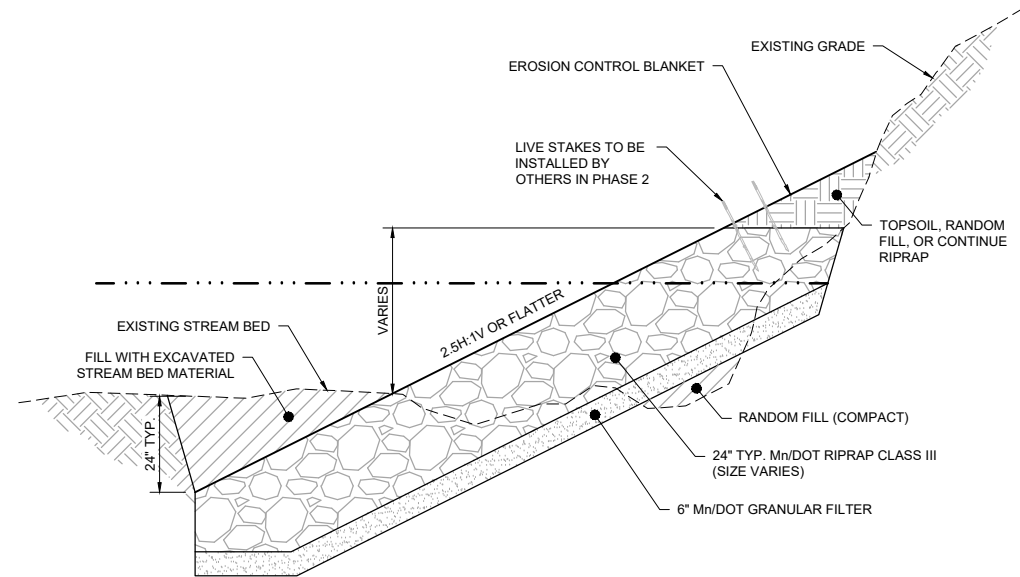 EXISTING GRADE
EROSION CONTROL BLANKET
LIVE STAKES TO BE
INSTALLED BY
OTHERS IN PHASE 2
TOPSOIL, RANDOM
FILL, OR CONTINUE
RIPRAP
VARIES
2.5H:1V OR FLATTER
EXISTING STREAM BED
FILL WITH EXCAVATED
STREAM BED MATERIAL
24" TYP.
RANDOM FILL (COMPACT)
24" TYP. Mn/DOT RIPRAP CLASS III
(SIZE VARIES)
6" Mn/DOT GRANULAR FILTER